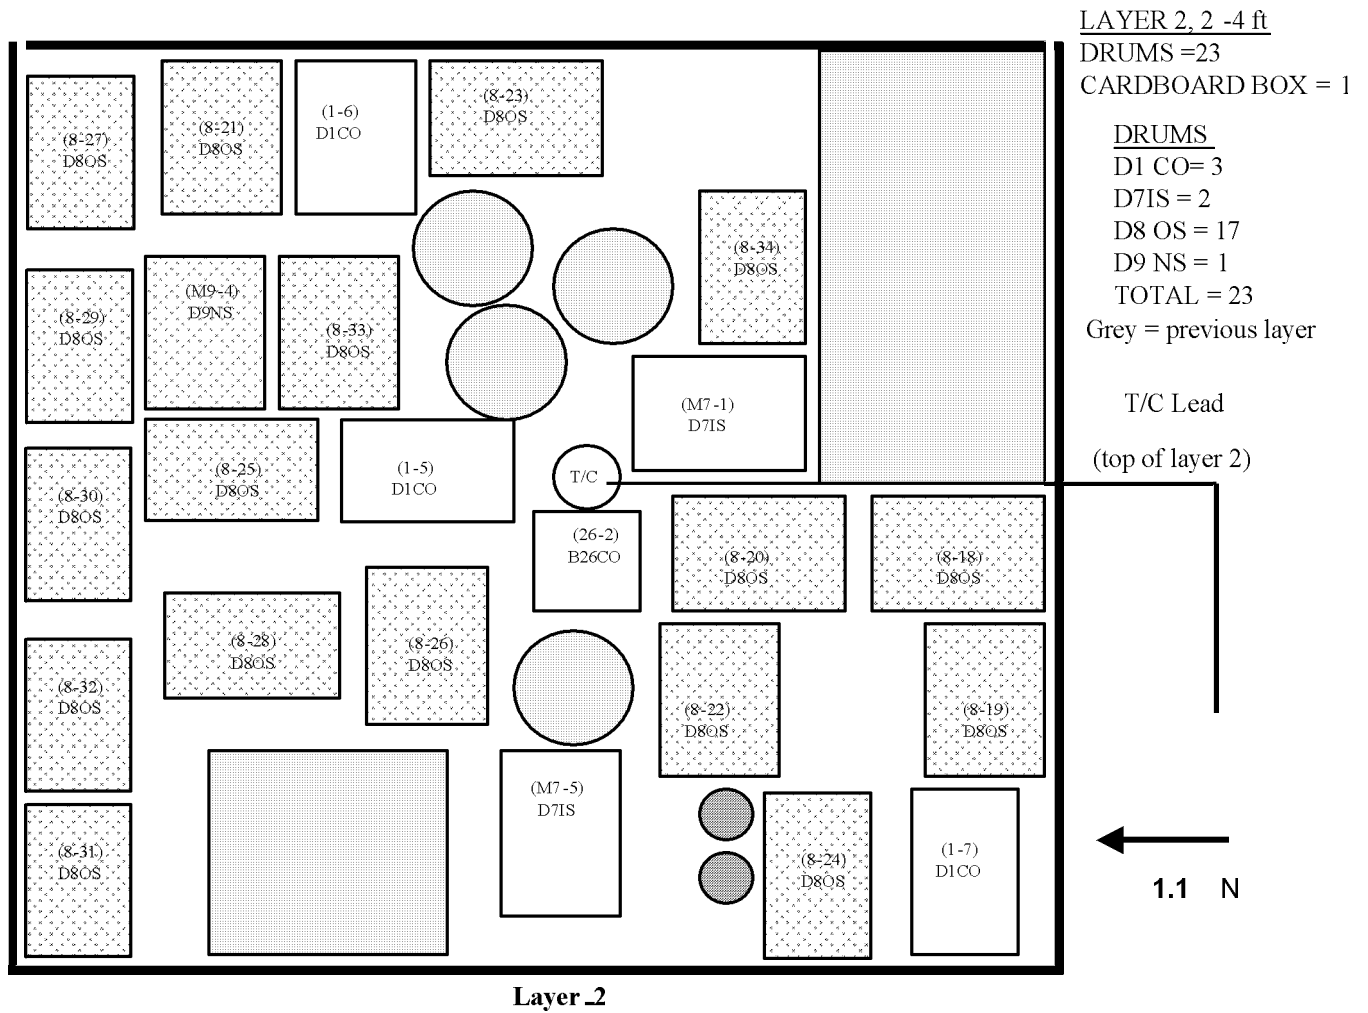 LAYER 2, 2 -4 ft
DRUMS =23
CARDBOARD BOX = 1
DRUMS
D1 CO= 3
D7IS = 2
D8 OS = 17
D9 NS = 1
TOTAL = 23
Grey = previous layer
T/C Lead
(top of layer 2)
(8-27)
D8OS
(8-21)
D8OS
(1-6)
D1CO
(8-23)
D8OS
(8-34)
D8OS
(8-29)
D8OS
(M9-4)
D9NS
(8-33)
D8OS
(M7-1)
D7IS
(8-25)
D8OS
(1-5)
D1CO
T/C
(8-30)
D8OS
(26-2)
B26CO
(8-20)
D8OS
(8-18)
D8OS
(8-28)
D8OS
(8-26)
D8OS
(8-32)
D8OS
(8-22)
D8OS
(8-19)
D8OS
(M7-5)
D7IS
(8-31)
D8OS
(8-24)
D8OS
(1-7)
D1CO
1.1 N
Layer_2